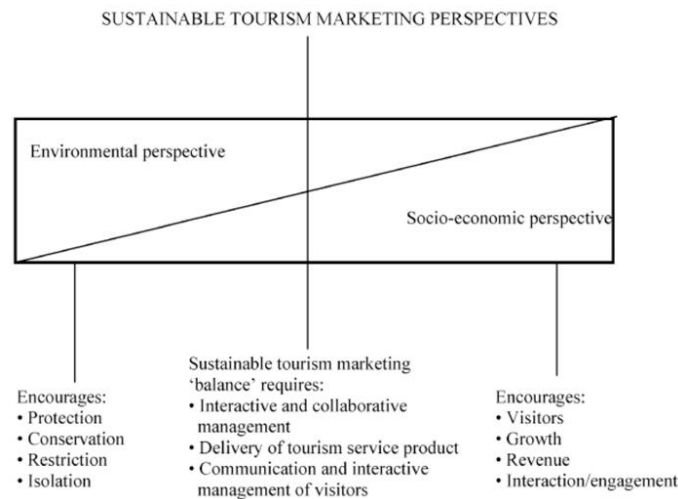 SUSTAINABLE TOURISM MARKETING PERSPECTIVES
Environmental perspective
Socio-economic perspective
Encourages:
• Protection
• Conservation
• Restriction
• Isolation
Sustainable tourism marketing
‘balance’ requires:
• Interactive and collaborative
management
• Delivery of tourism service product
• Communication and interactive
management of visitors
Encourages:
• Visitors
• Growth
• Revenue
• Interaction/engagement